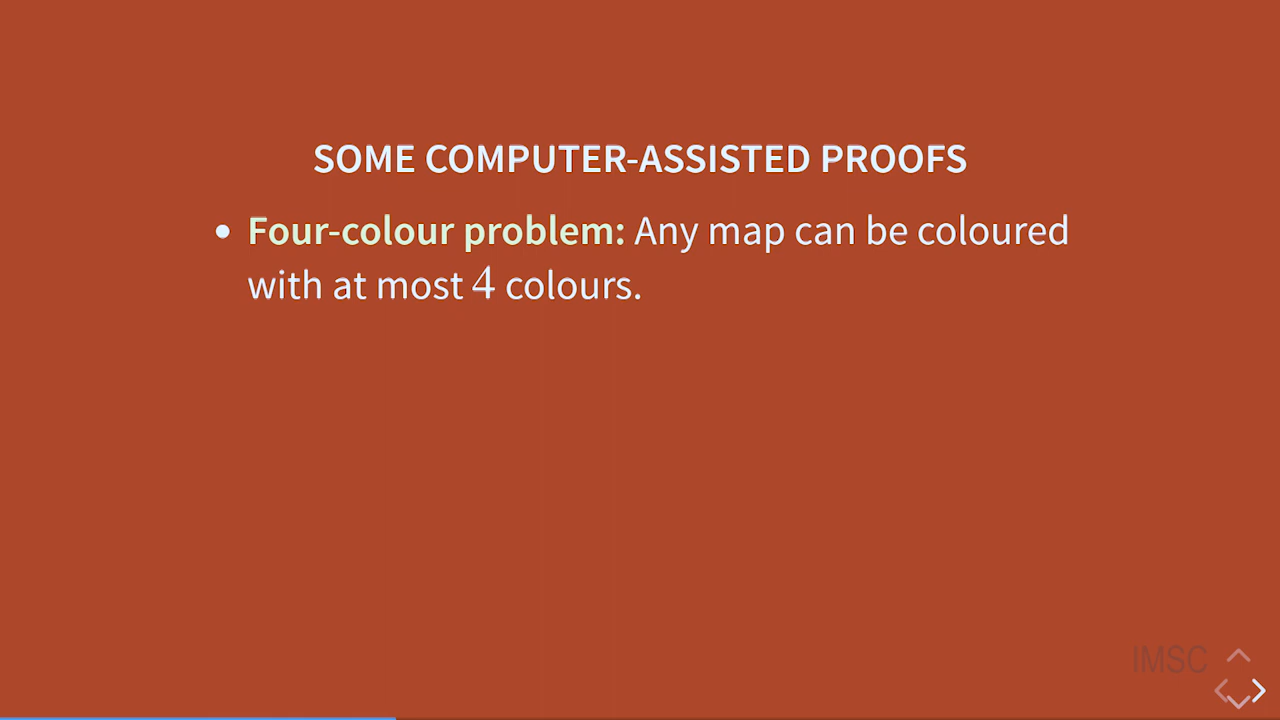 SOME COMPUTER-ASSISTED PROOFS
• Four-colour problem: Any map can be coloured
with at most 4 colours.
IMSC